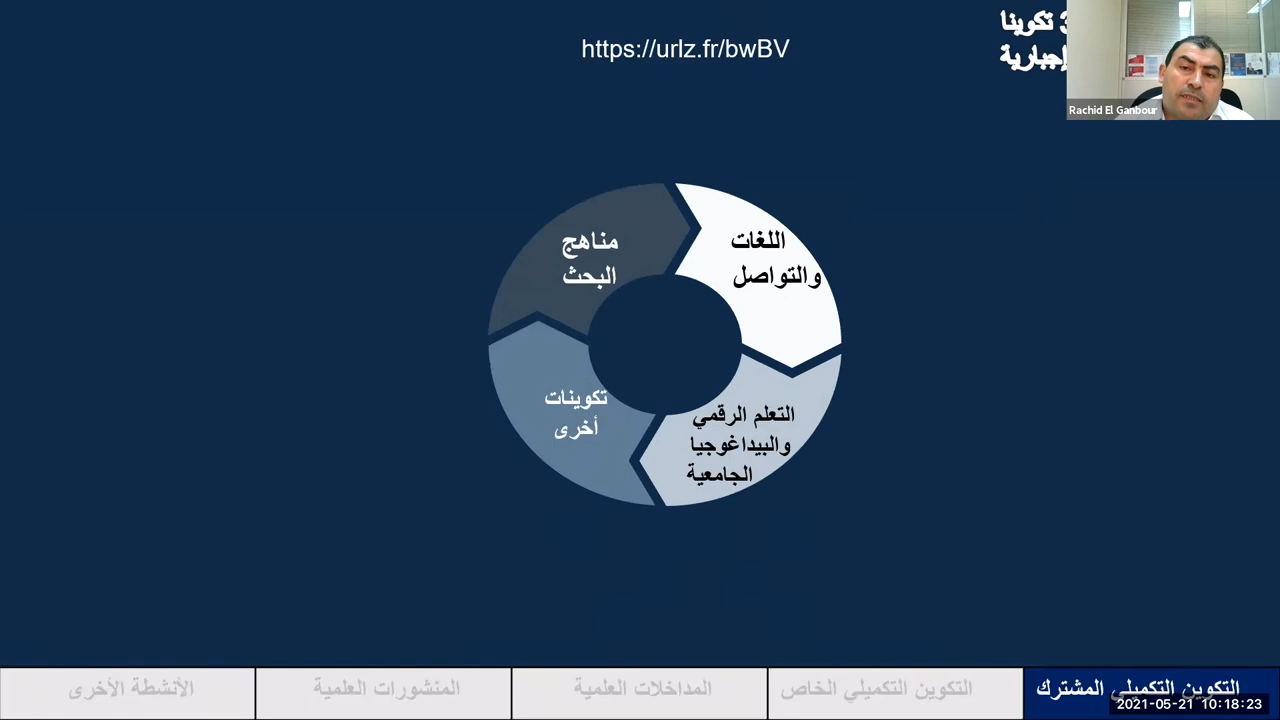 https://urlz.fr/bwBV
تكوينا
إجبارية
Rachid El Ganbour
مناهج
البحث
اللغات
والتواصل
تكوينات
أخرى
التعلم الرقمي
والبيداغوجيا
الجامعية
التكوين التكميلي المشترك
التكوين التكميلي الخاص
المداخلات العلمية
المنشورات العلمية
الأنشطة الأخرى
2021-05-21 10:18:23